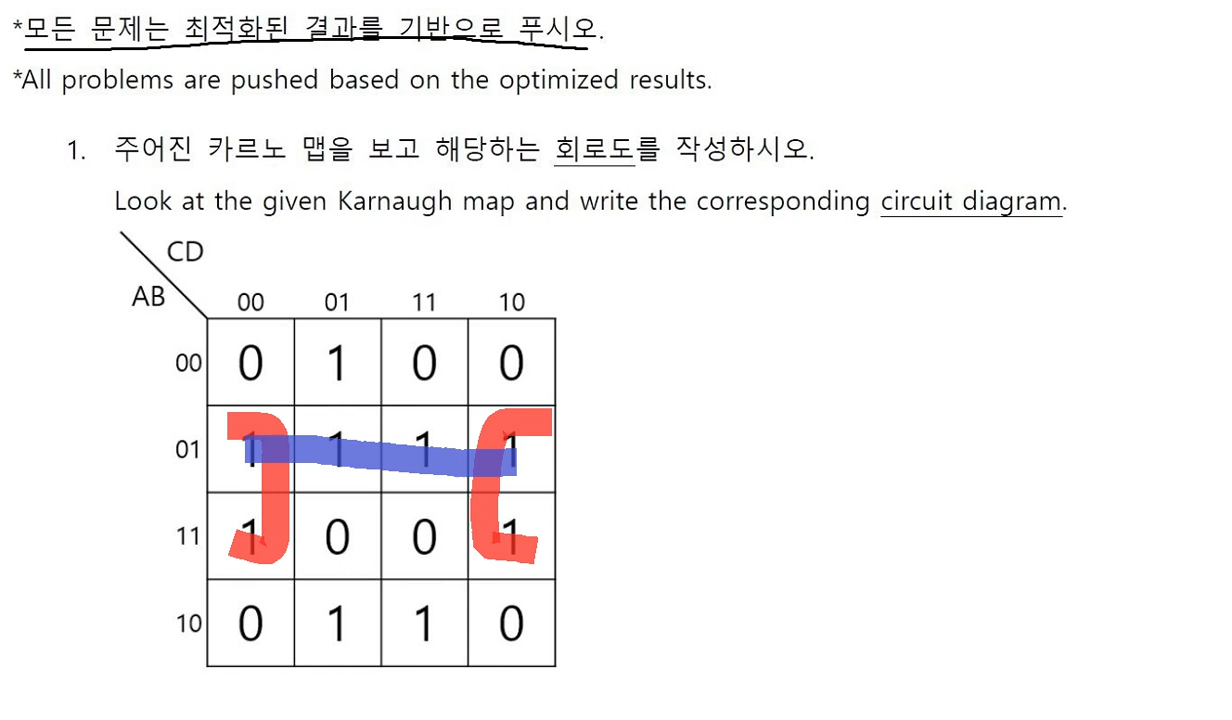 *모든 문제는 최적화된 결과를 기반으로 푸시오.
*All problems are pushed based on the optimized results.
1. 주어진 카르노 맵을 보고 해당하는 회로도를 작성하시오.
Look at the given Karnaugh map and write the corresponding circuit diagram.
CD
AB
00 01 11 10
00 0 1 0 0
01 1 1 1 1
11 1 0 0 1
10 0 1 1 0